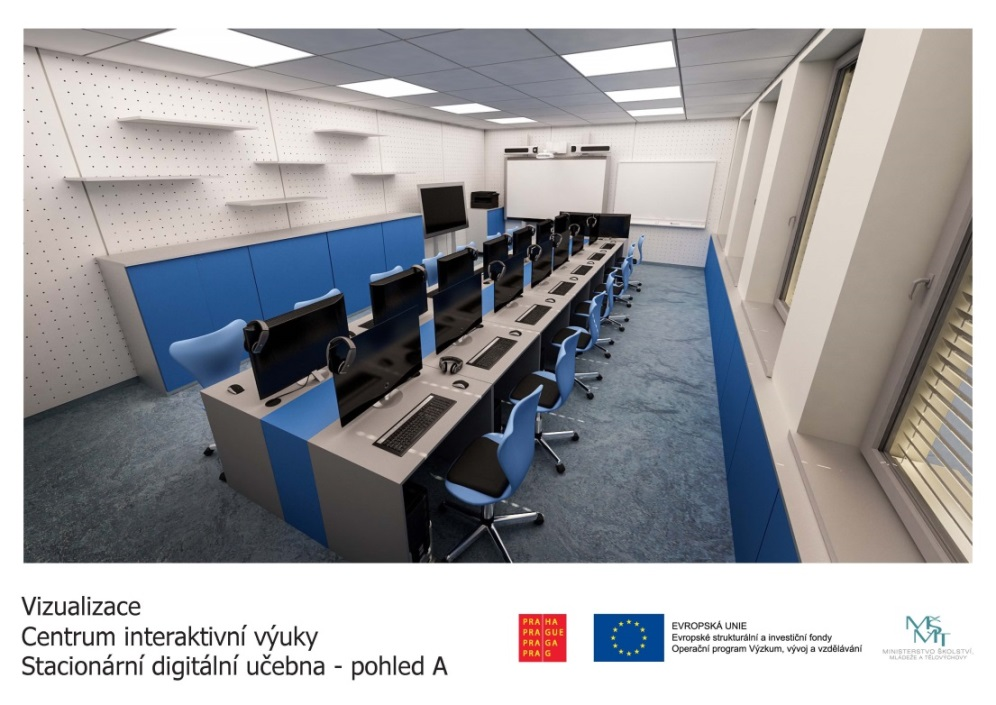 Vizualizace
Centrum interaktivní výuky
Stacionární digitální učebna - pohled A
PRA HA
PRA GUE
PRA GA
PRA G
EVROPSKÁ UNIE
Evropské strukturální a investiční fondy
Operační program Výzkum, vývoj a vzdělávání
MŠMT
MINISTERSTVO ŠKOLSTVÍ,
MLÁDEŽE A TĚLOVÝCHOVY